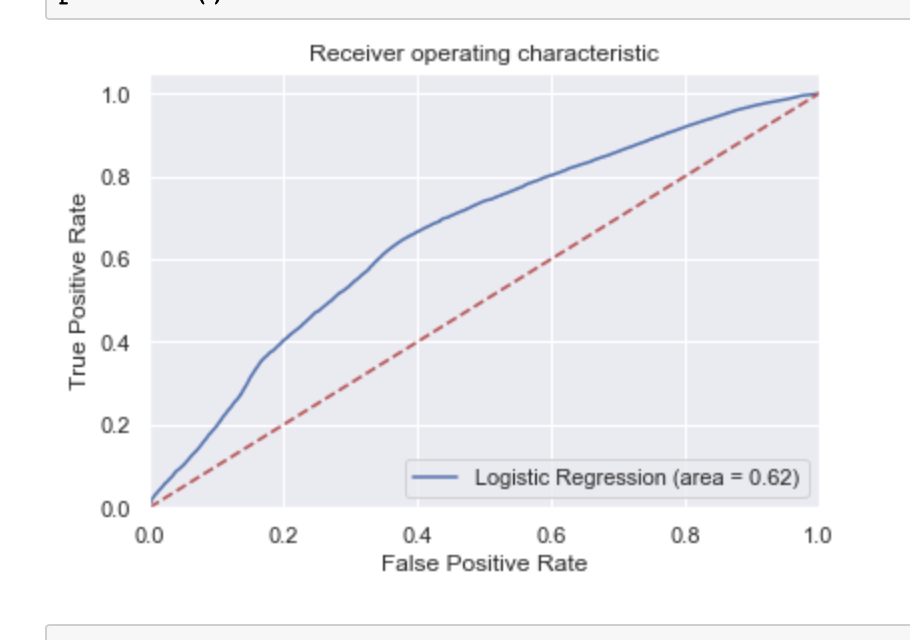 Receiver operating characteristic
1.0
0.8
0.6
0.4
0.2
0.0
True Positive Rate
Logistic Regression (area = 0.62)
0.0 0.2 0.4 0.6 0.8 1.0
False Positive Rate